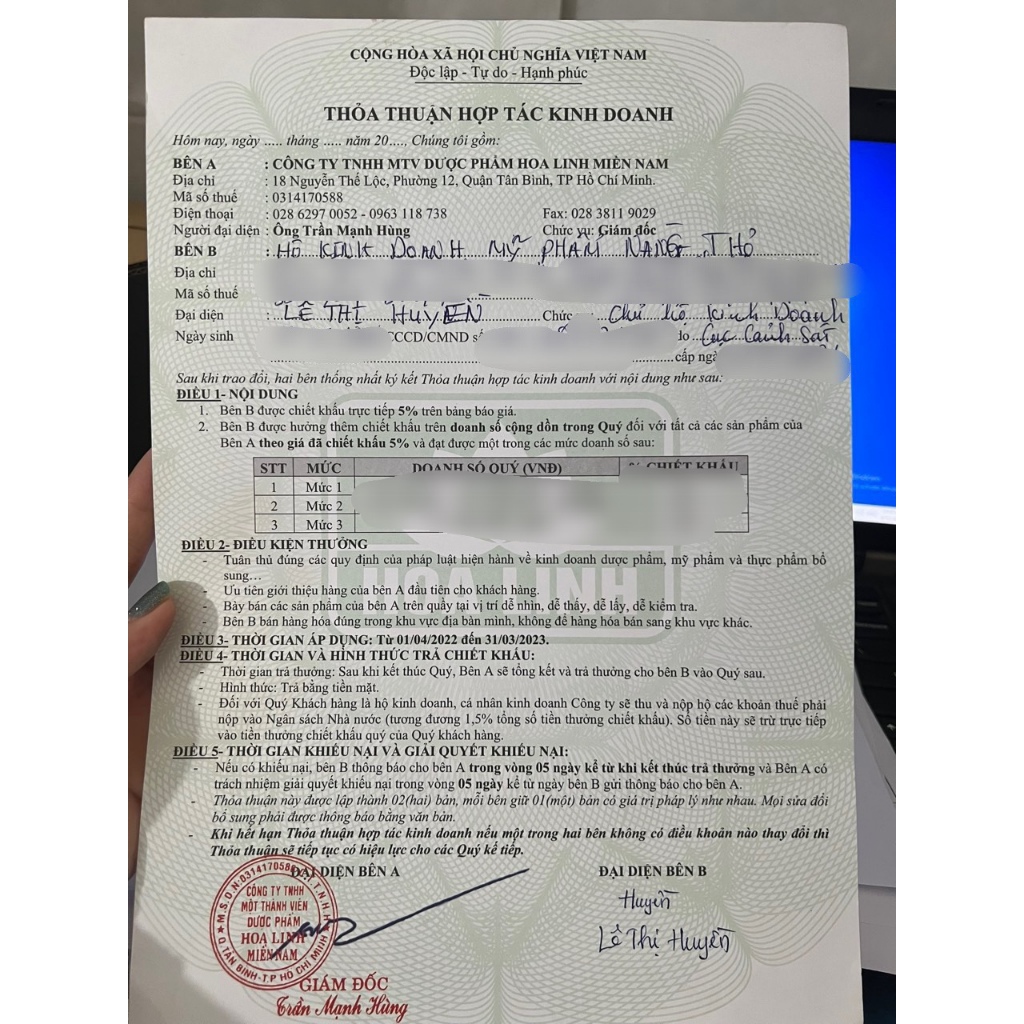 CỘNG HÒA XÃ HỘI CHỦ NGHĨA VIỆT NAM
Độc lập - Tự do - Hạnh phúc
THỎA THUẬN HỢP TÁC KINH DOANH
Hôm nay, ngày ..... tháng ..... năm 20..... Chúng tôi gồm:
BÊN A : CÔNG TY TNHH MTV DƯỢC PHẨM HOA LINH MIỀN NAM
Địa chỉ : 18 Nguyễn Thế Lộc, Phường 12, Quận Tân Bình, TP Hồ Chí Minh.
Mã số thuế : 0314170588
Điện thoại : 028 6297 0052 - 0963 118 738 Fax: 028 3811 9029
Người đại diện : Ông Trần Mạnh Hùng Chức vụ: Giám đốc
BÊN B : HỘ KINH DOANH MỸ PHẨM NÀNG THỎ
Địa chỉ
Mã số thuế
Đại diện : LÊ THỊ HUYỀN Chức Chủ hộ kinh Doanh
Ngày sinh CCCD/CMND số Cục Cảnh Sát
cấp ngà
Sau khi trao đổi, hai bên thống nhất ký kết Thỏa thuận hợp tác kinh doanh với nội dung như sau:
ĐIỀU 1- NỘI DUNG
1. Bên B được chiết khấu trực tiếp 5% trên bảng báo giá.
2. Bên B được hưởng thêm chiết khấu trên doanh số cộng dồn trong Quý đối với tất cả các sản phẩm của
Bên A theo giá đã chiết khấu 5% và đạt được một trong các mức doanh số sau:
STT MỨC DOANH SỐ QUÝ (VNĐ) % CHIẾT KHẤU
1 Mức 1
2 Mức 2
3 Mức 3
ĐIỀU 2- ĐIỀU KIỆN THƯỞNG
- Tuân thủ đúng các quy định của pháp luật hiện hành về kinh doanh dược phẩm, mỹ phẩm và thực phẩm bổ
sung…
- Ưu tiên giới thiệu hàng của bên A đầu tiên cho khách hàng.
- Bày bán các sản phẩm của bên A trên quầy tại vị trí dễ nhìn, dễ thấy, dễ lấy, dễ kiểm tra.
- Bên B bán hàng hóa đúng trong khu vực địa bàn mình, không để hàng hóa bán sang khu vực khác.
HOA LINH
ĐIỀU 3- THỜI GIAN ÁP DỤNG: Từ 01/04/2022 đến 31/03/2023.
ĐIỀU 4- THỜI GIAN VÀ HÌNH THỨC TRẢ CHIẾT KHẤU:
- Thời gian trả thưởng: Sau khi kết thúc Quý, Bên A sẽ tổng kết và trả thưởng cho bên B vào Quý sau.
- Hình thức: Trả bằng tiền mặt.
- Đối với Quý Khách hàng là hộ kinh doanh, cá nhân kinh doanh Công ty sẽ thu và nộp hộ các khoản thuế phải
nộp vào Ngân sách Nhà nước (tương đương 1,5% tổng số tiền thưởng chiết khấu). Số tiền này sẽ trừ trực tiếp
vào tiền thưởng chiết khấu quý của Quý khách hàng.
ĐIỀU 5- THỜI GIAN KHIẾU NẠI VÀ GIẢI QUYẾT KHIẾU NẠI:
- Nếu có khiếu nại, bên B thông báo cho bên A trong vòng 05 ngày kể từ khi kết thúc trả thưởng và Bên A có
trách nhiệm giải quyết khiếu nại trong vòng 05 ngày kể từ ngày bên B gửi thông báo cho bên A.
- Thỏa thuận này được lập thành 02(hai) bản, mỗi bên giữ 01(một) bản có giá trị pháp lý như nhau. Mọi sửa đổi
bổ sung phải được thông báo bằng văn bản.
- Khi hết hạn Thỏa thuận hợp tác kinh doanh nếu một trong hai bên không có điều khoản nào thay đổi thì
Thỏa thuận sẽ tiếp tục có hiệu lực cho các Quý kế tiếp.
ĐẠI DIỆN BÊN A ĐẠI DIỆN BÊN B
M.S.D.N:0314170588
CÔNG TY TNHH
MỘT THÀNH VIÊN
DƯỢC PHẨM
HOA LINH
MIỀN NAM
TÂN BÌNH-T.P HỒ CHÍ MINH
Huyền
Lê Thị Huyền
GIÁM ĐỐC
Trần Mạnh Hùng